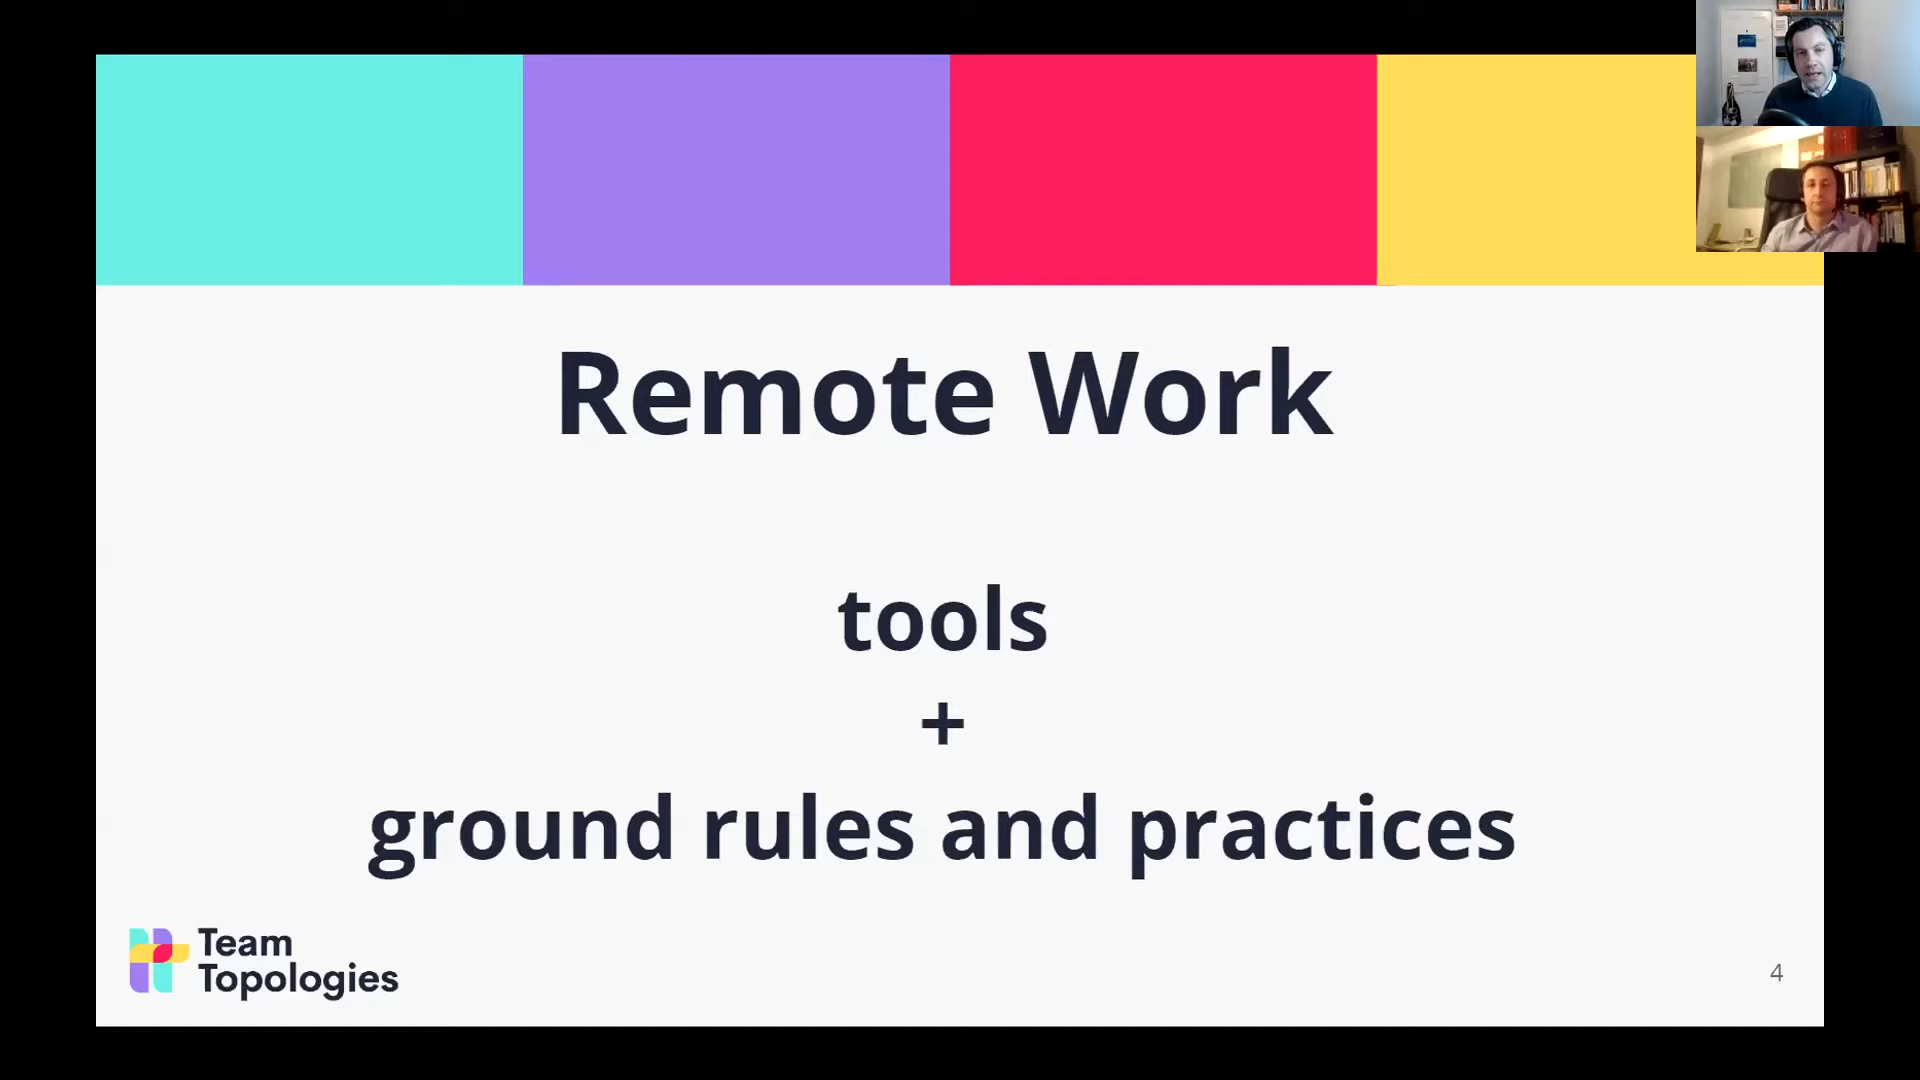 Remote Work
tools
+
ground rules and practices
Team
Topologies
4